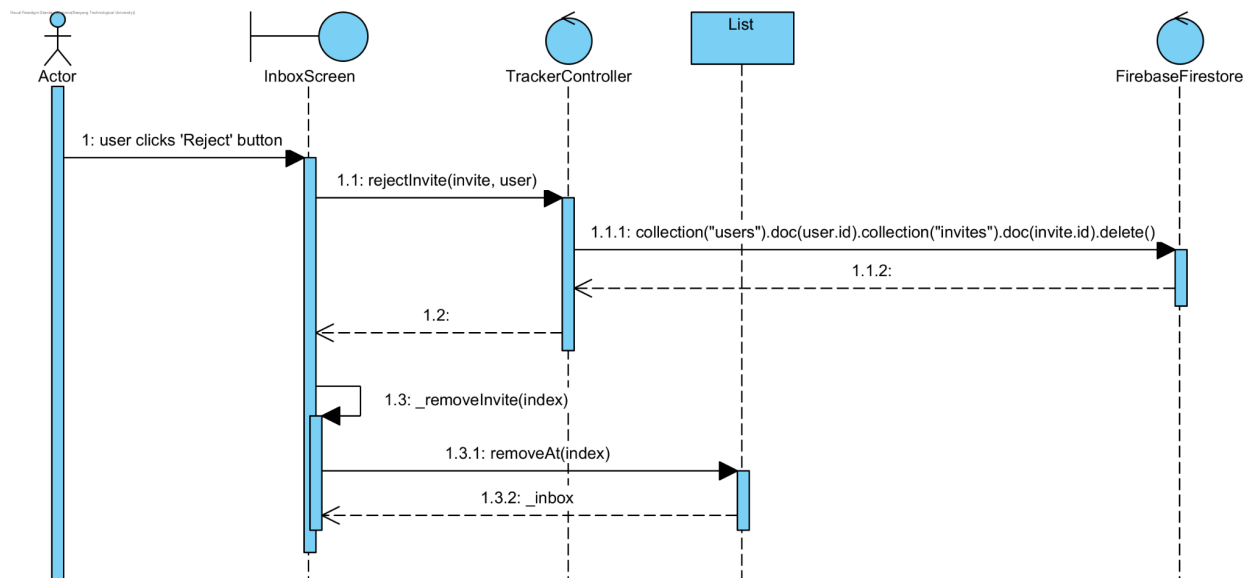 List
Actor
InboxScreen
TrackerController
FirebaseFirestore
1: user clicks 'Reject' button
1.1: rejectInvite(invite, user)
1.1.1: collection("users").doc(user.id).collection("invites").doc(invite.id).delete()
1.1.2:
1.2:
1.3: _removeInvite(index)
1.3.1: removeAt(index)
1.3.2: _inbox